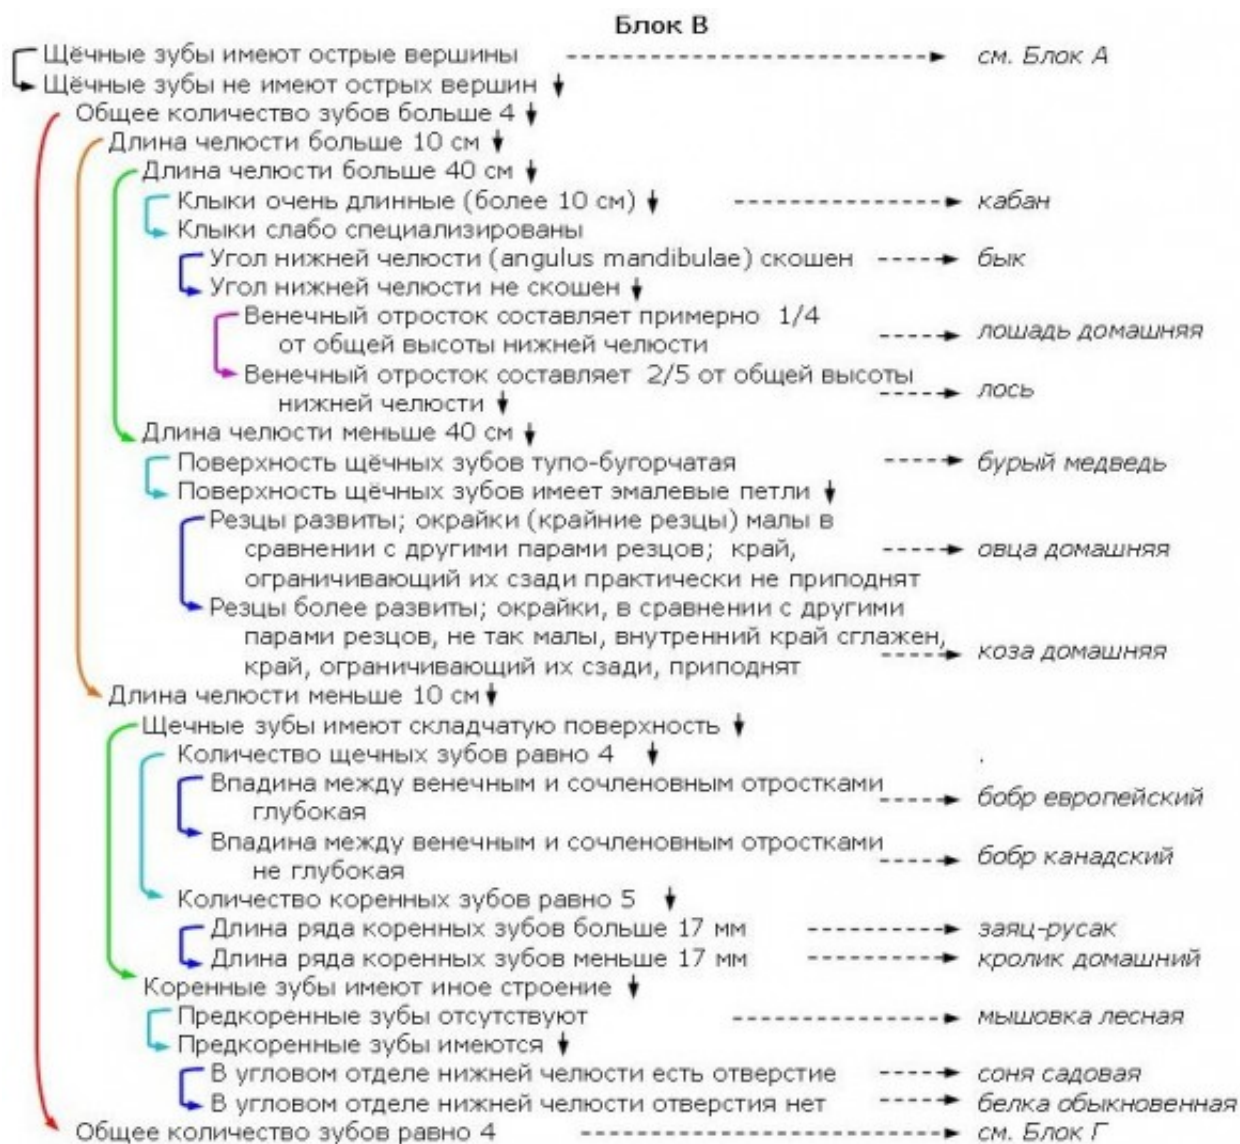 Блок В
Щёчные зубы имеют острые вершины см. Блок А
Щёчные зубы не имеют острых вершин
Общее количество зубов больше 4
Длина челюсти больше 10 см
Длина челюсти больше 40 см
Клыки очень длинные (более 10 см) кабан
Клыки слабо специализированы
Угол нижней челюсти (angulus mandibulae) скошен бык
Угол нижней челюсти не скошен
Венечный отросток составляет примерно 1/4
от общей высоты нижней челюсти лошадь домашняя
Венечный отросток составляет 2/5 от общей высоты
нижней челюсти лось
Длина челюсти меньше 40 см
Поверхность щёчных зубов тупо-бугорчатая бурый медведь
Поверхность щёчных зубов имеет эмалевые петли
Резцы развиты; окрайки (крайние резцы) малы в
сравнении с другими парами резцов; край, овца домашняя
ограничивающий их сзади практически не приподнят
Резцы более развиты; окрайки, в сравнении с другими
парами резцов, не так малы, внутренний край сглажен,
край, ограничивающий их сзади, приподнят коза домашняя
Длина челюсти меньше 10 см
Щечные зубы имеют складчатую поверхность
Количество щечных зубов равно 4
Впадина между венечным и сочленовным отростками
глубокая бобр европейский
Впадина между венечным и сочленовным отростками
не глубокая бобр канадский
Количество коренных зубов равно 5
Длина ряда коренных зубов больше 17 мм заяц-русак
Длина ряда коренных зубов меньше 17 мм кролик домашний
Коренные зубы имеют иное строение
Предкоренные зубы отсутствуют мышовка лесная
Предкоренные зубы имеются
В угловом отделе нижней челюсти есть отверстие соня садовая
В угловом отделе нижней челюсти отверстия нет белка обыкновенная
Общее количество зубов равно 4 см. Блок Г